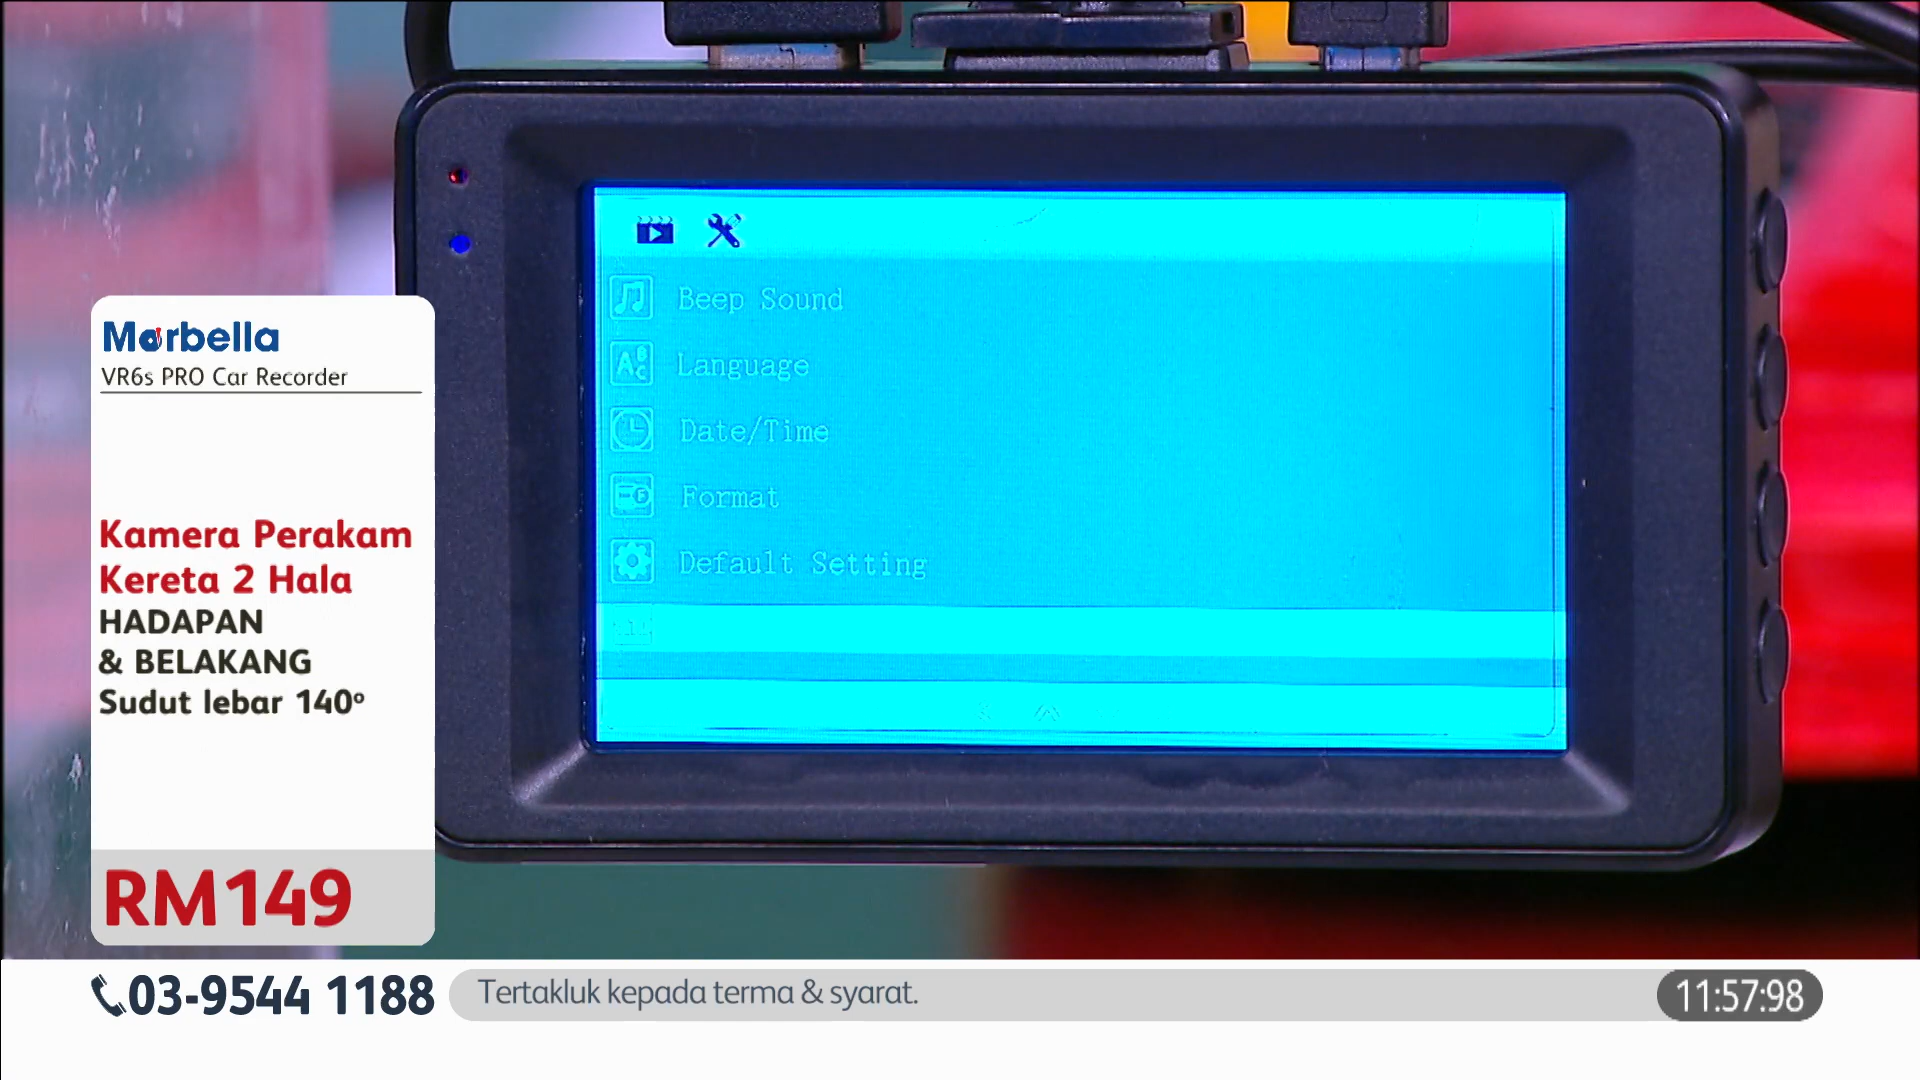 Marbella
VR6s PRO Car Recorder
Kamera Perakam
Kereta 2 Hala
HADAPAN
& BELAKANG
Sudut lebar 140°
RM149
Beep Sound
Language
Date/Time
Format
Default Setting
03-9544 1188
Tertakluk kepada terma & syarat.
11:57:98